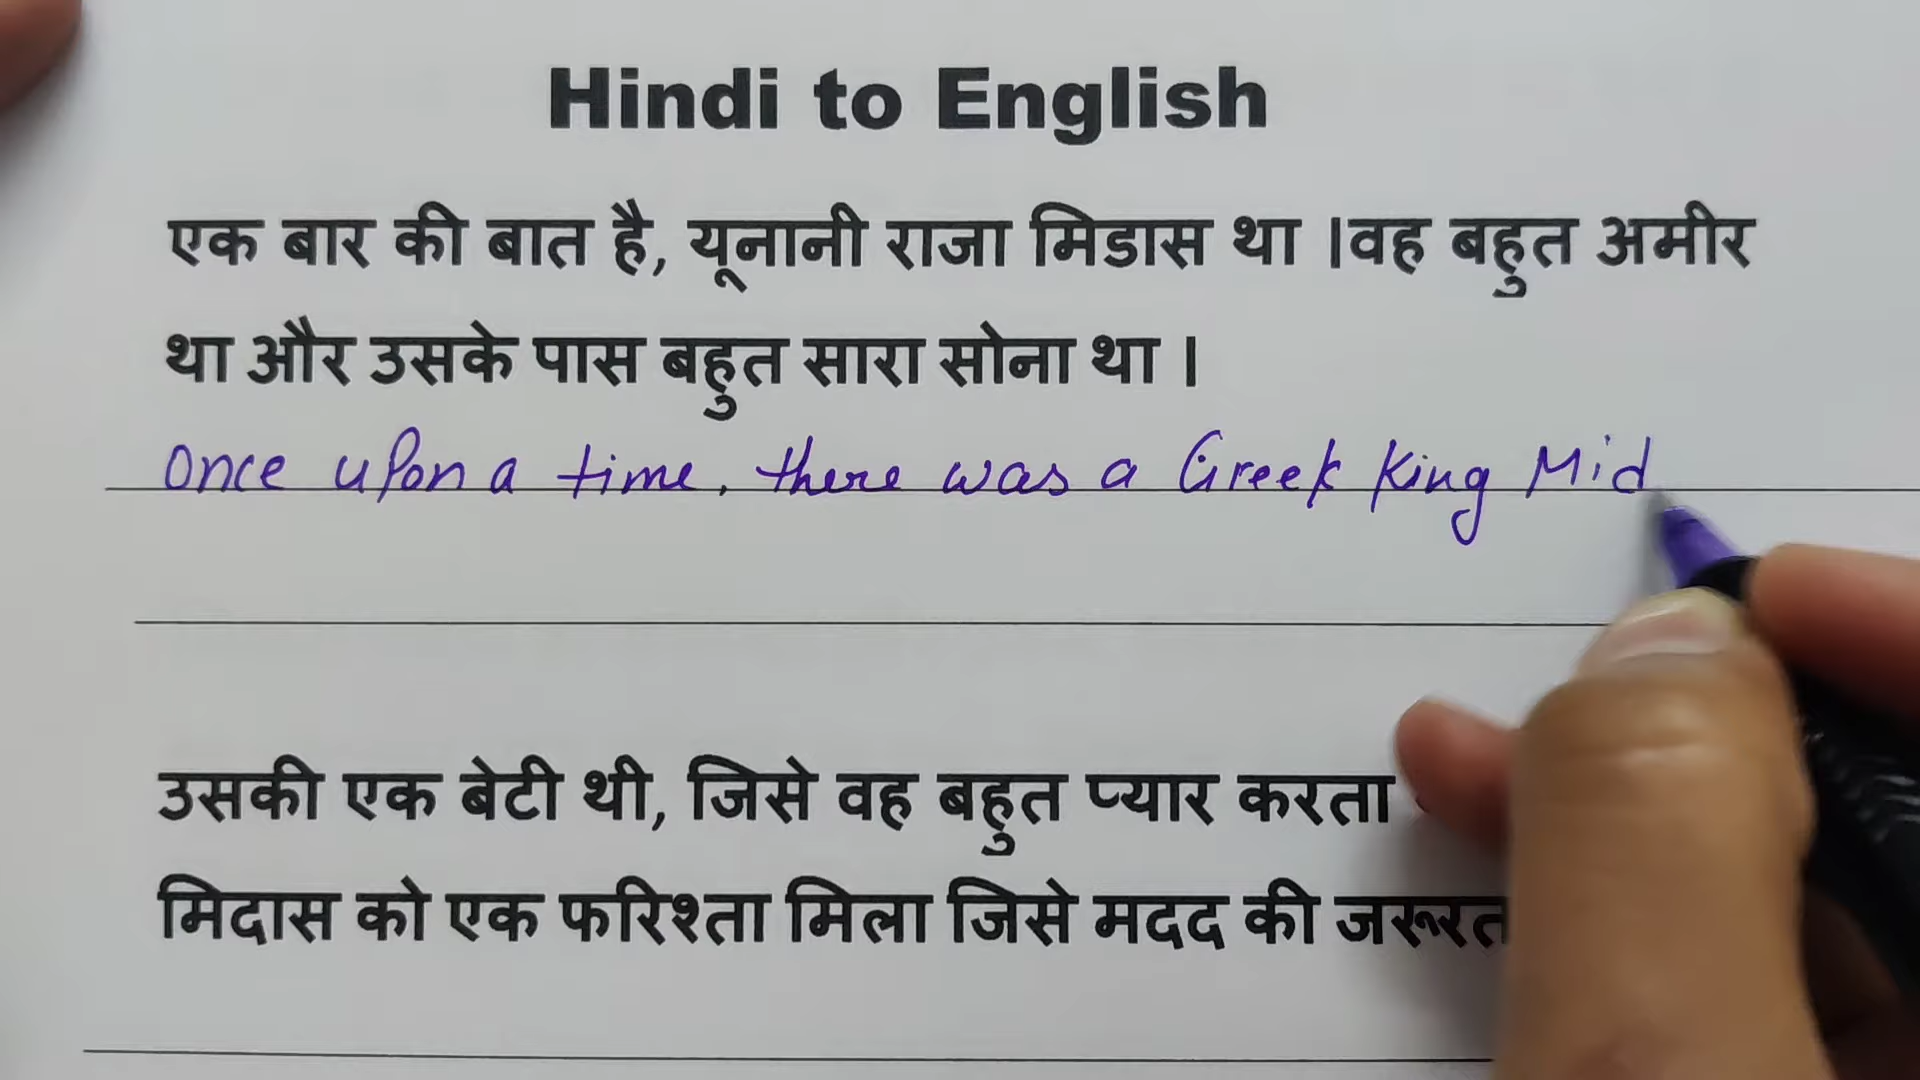 Hindi to English
एक बार की बात है, यूनानी राजा मिडास था ।वह बहुत अमीर
था और उसके पास बहुत सारा सोना था ।
Once upon a time, there was a Greek King Mid
उसकी एक बेटी थी, जिसे वह बहुत प्यार करता
मिदास को एक फरिश्ता मिला जिसे मदद की जरूरत